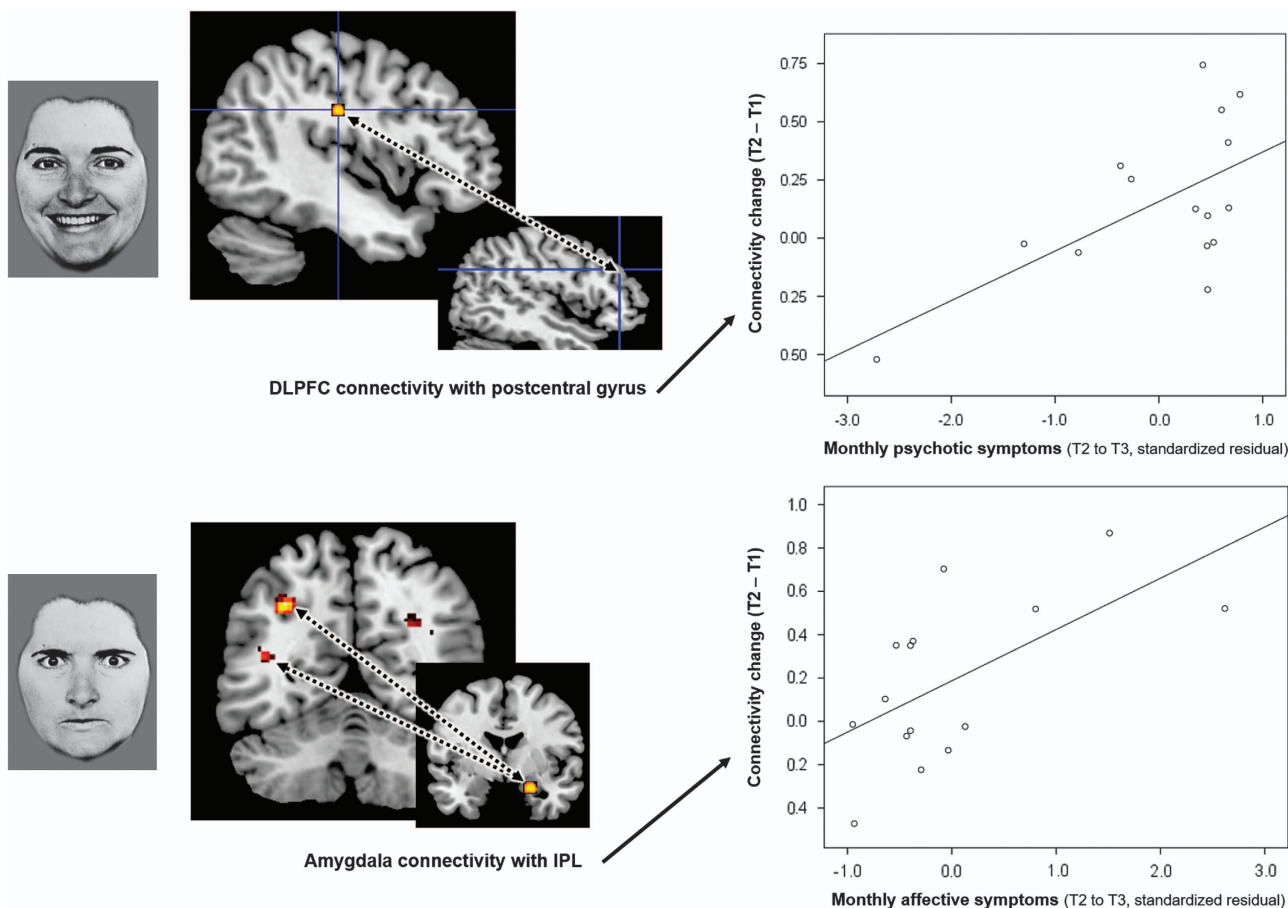 0.75
0.50
0.25
0.00
0.25
0.50
Connectivity change (T2 – T1)
-3.0 -2.0 -1.0 0.0 1.0
Monthly psychotic symptoms (T2 to T3, standardized residual)
DLPFC connectivity with postcentral gyrus
1.0
0.8
0.6
0.4
0.2
0.0
0.2
0.4
Connectivity change (T2 – T1)
-1.0 0.0 1.0 2.0 3.0
Monthly affective symptoms (T2 to T3, standardized residual)
Amygdala connectivity with IPL